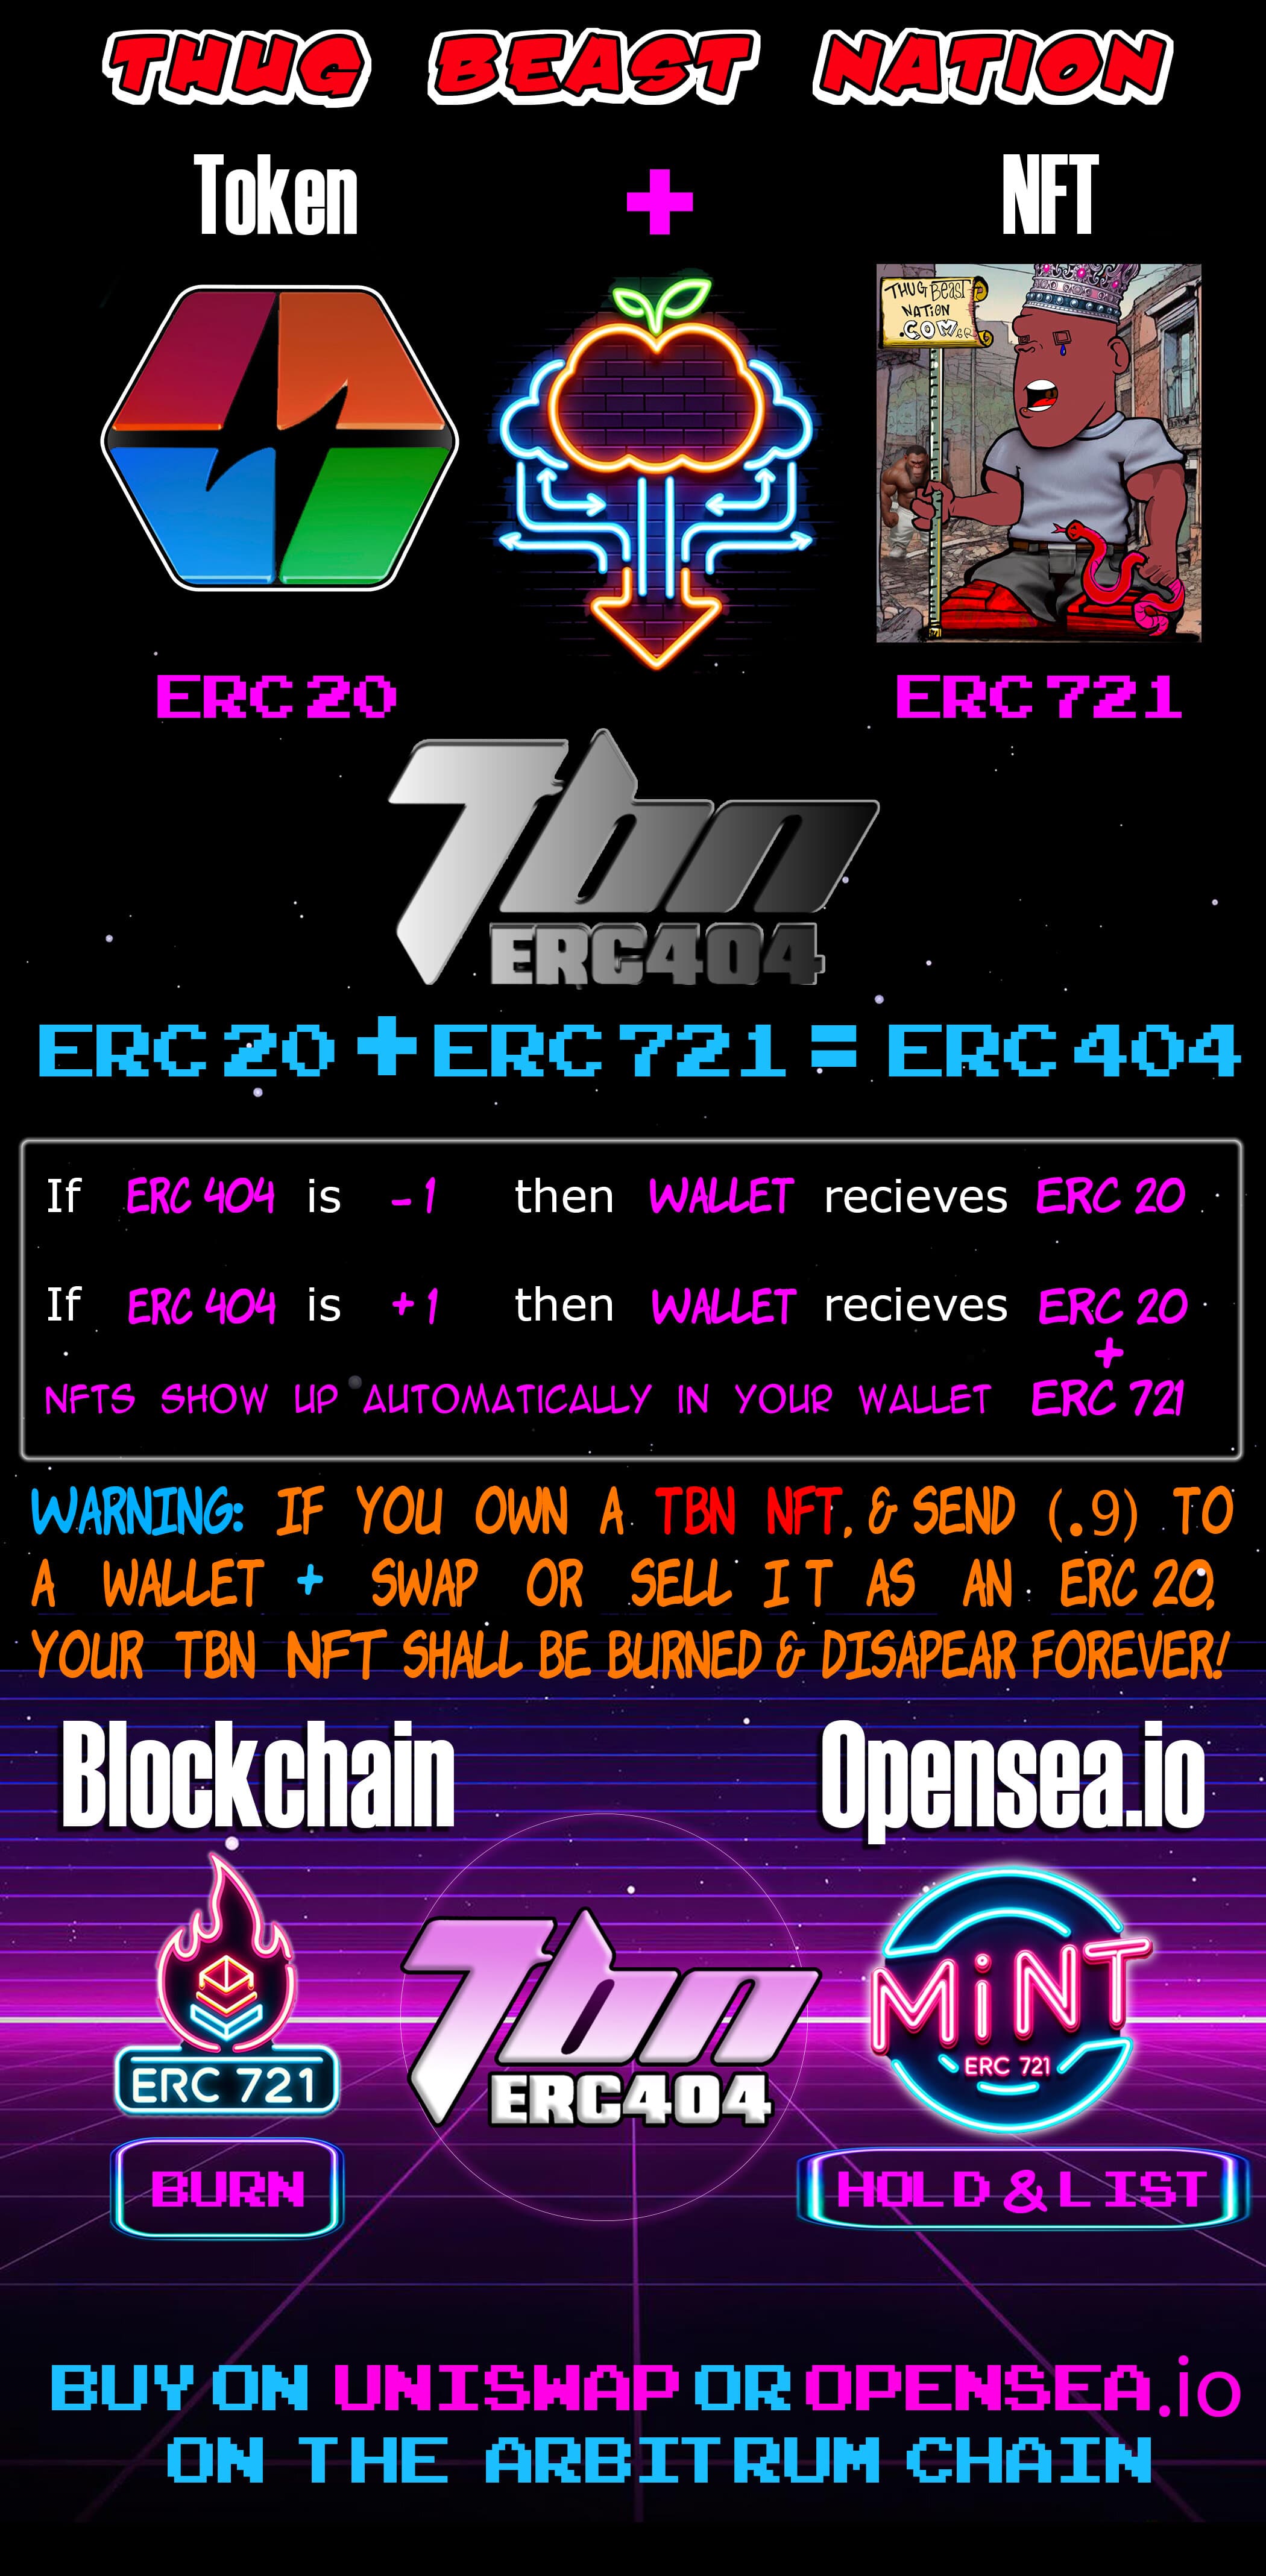 THUG BEAST NATION
Token + NFT
THUG BEAST
NATION
.COM
ERC 20 ERC 721
Tbn
ERC404
ERC 20 + ERC 721 = ERC 404
If ERC 404 is - 1 then WALLET recieves ERC 20
If ERC 404 is + 1 then WALLET recieves ERC 20
+
NFTS SHOW UP AUTOMATICALLY IN YOUR WALLET ERC 721
WARNING: IF YOU OWN A TBN NFT, & SEND (.9) TO
A WALLET + SWAP OR SELL IT AS AN ERC 20,
YOUR TBN NFT SHALL BE BURNED & DISAPEAR FOREVER!
Blockchain Opensea.io
MiNT
ERC 721
ERC 721
Tbn
ERC404
BURN HOLD & LIST
BUY ON UNISWAP OR OPENSEA.io
ON THE ARBITRUM CHAIN